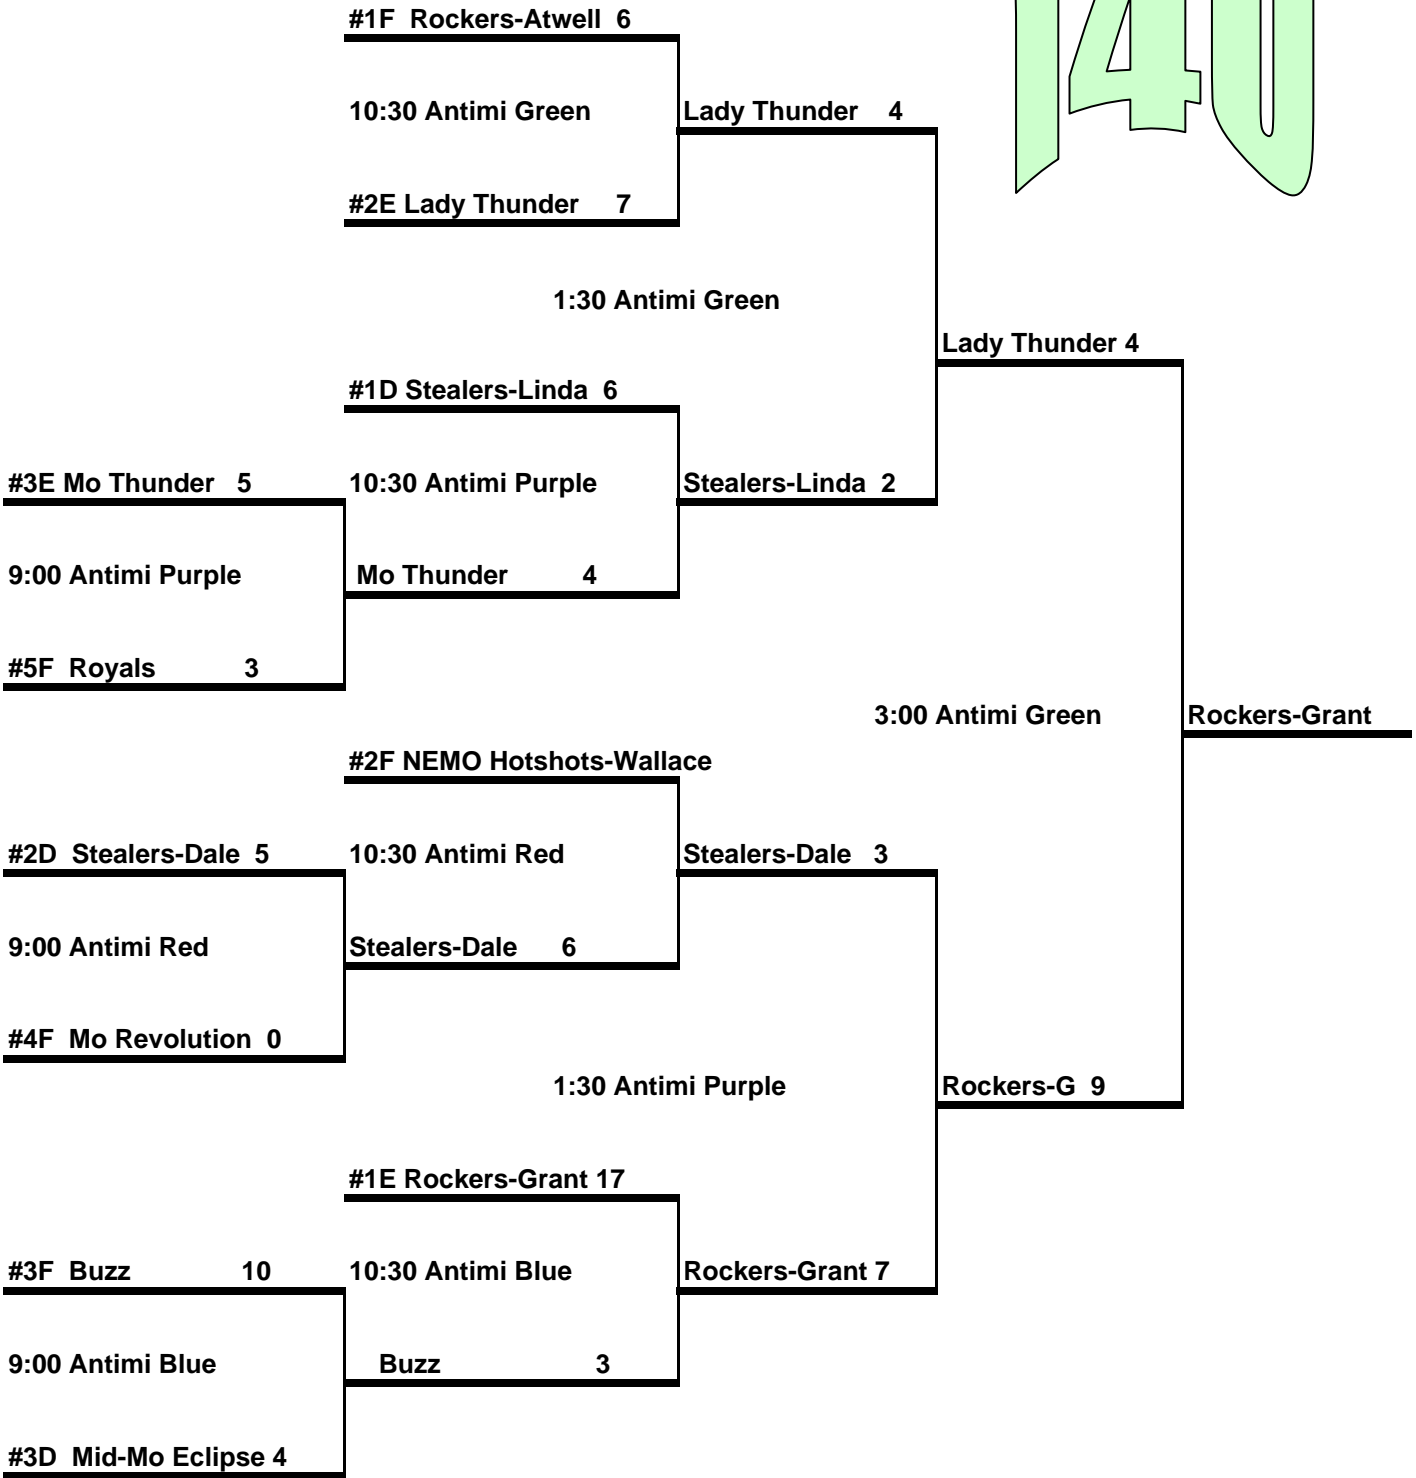 #1F Rockers-Atwell 6
10:30 Antimi Green
Lady Thunder 4
#2E Lady Thunder 7
1:30 Antimi Green
Lady Thunder 4
#1D Stealers-Linda 6
#3E Mo Thunder 5
10:30 Antimi Purple
Stealers-Linda 2
9:00 Antimi Purple
Mo Thunder 4
#5F Royals 3
3:00 Antimi Green
Rockers-Grant
#2F NEMO Hotshots-Wallace
#2D Stealers-Dale 5
10:30 Antimi Red
Stealers-Dale 3
9:00 Antimi Red
Stealers-Dale 6
#4F Mo Revolution 0
1:30 Antimi Purple
Rockers-G 9
#1E Rockers-Grant 17
#3F Buzz 10
10:30 Antimi Blue
Rockers-Grant 7
9:00 Antimi Blue
Buzz 3
#3D Mid-Mo Eclipse 4